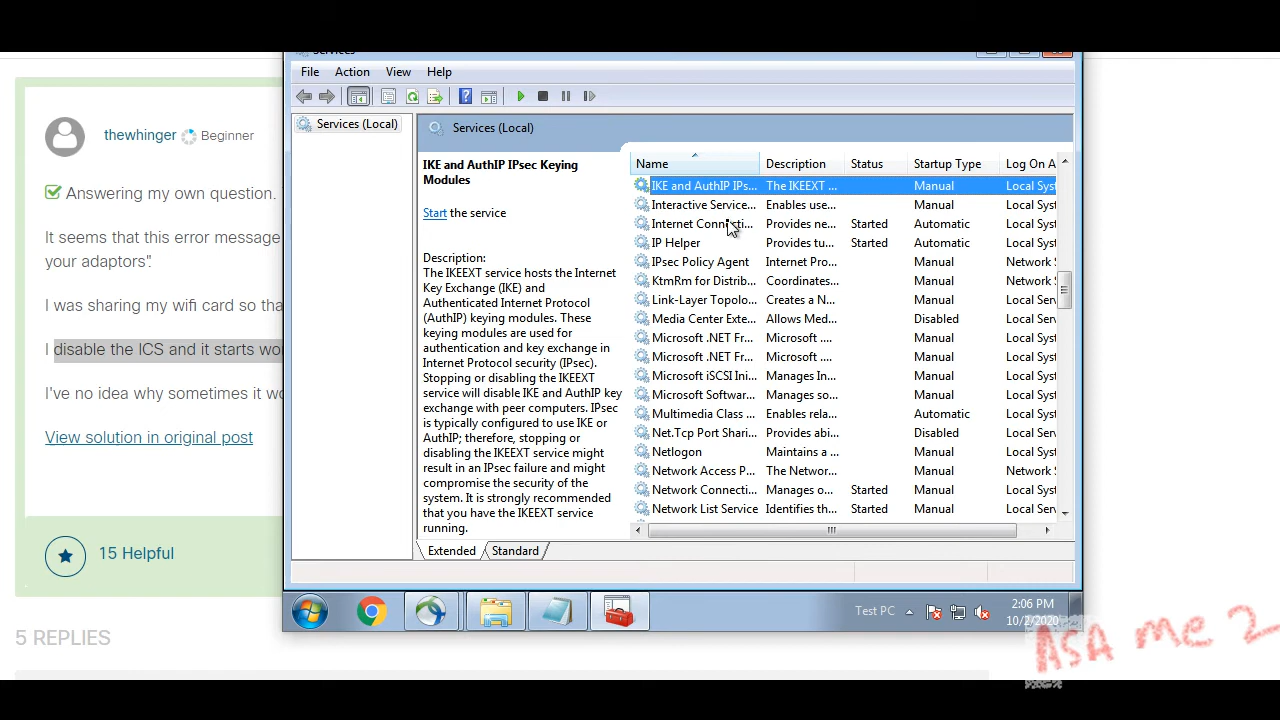 Services
File Action View Help
Services (Local)
Services (Local)
IKE and AuthIP IPsec Keying
Modules
Start the service
Description:
The IKEEXT service hosts the Internet
Key Exchange (IKE) and
Authenticated Internet Protocol
(AuthIP) keying modules. These
keying modules are used for
authentication and key exchange in
Internet Protocol security (IPsec).
Stopping or disabling the IKEEXT
service will disable IKE and AuthIP key
exchange with peer computers. IPsec
is typically configured to use IKE or
AuthIP; therefore, stopping or
disabling the IKEEXT service might
result in an IPsec failure and might
compromise the security of the
system. It is strongly recommended
that you have the IKEEXT service
running.
Name Description Status Startup Type Log On A
IKE and AuthIP IPs... The IKEEXT ... Manual Local Syst
Interactive Service... Enables use... Manual Local Syst
Internet Connecti... Provides ne... Started Automatic Local Syst
IP Helper Provides tu... Started Automatic Local Syst
IPsec Policy Agent Internet Pro... Manual Network S
KtmRm for Distrib... Coordinates... Manual Network S
Link-Layer Topolo... Creates a N... Manual Local Serv
Media Center Exte... Allows Med... Disabled Local Serv
Microsoft .NET Fr... Microsoft .... Manual Local Syst
Microsoft .NET Fr... Microsoft .... Manual Local Syst
Microsoft iSCSI Ini... Manages In... Manual Local Syst
Microsoft Softwar... Manages so... Manual Local Syst
Multimedia Class ... Enables rela... Automatic Local Syst
Net.Tcp Port Shari... Provides abi... Disabled Local Serv
Netlogon Maintains a ... Manual Local Syst
Network Access P... The Networ... Manual Network S
Network Connecti... Manages o... Started Manual Local Syst
Network List Service Identifies th... Started Manual Local Serv
Extended Standard
Test PC 2:06 PM
10/2/2020
thewhinger Beginner
Answering my own question.
It seems that this error message
your adaptors".
I was sharing my wifi card so tha
I disable the ICS and it starts wo
I've no idea why sometimes it wo
View solution in original post
15 Helpful
5 REPLIES
ASA me 2